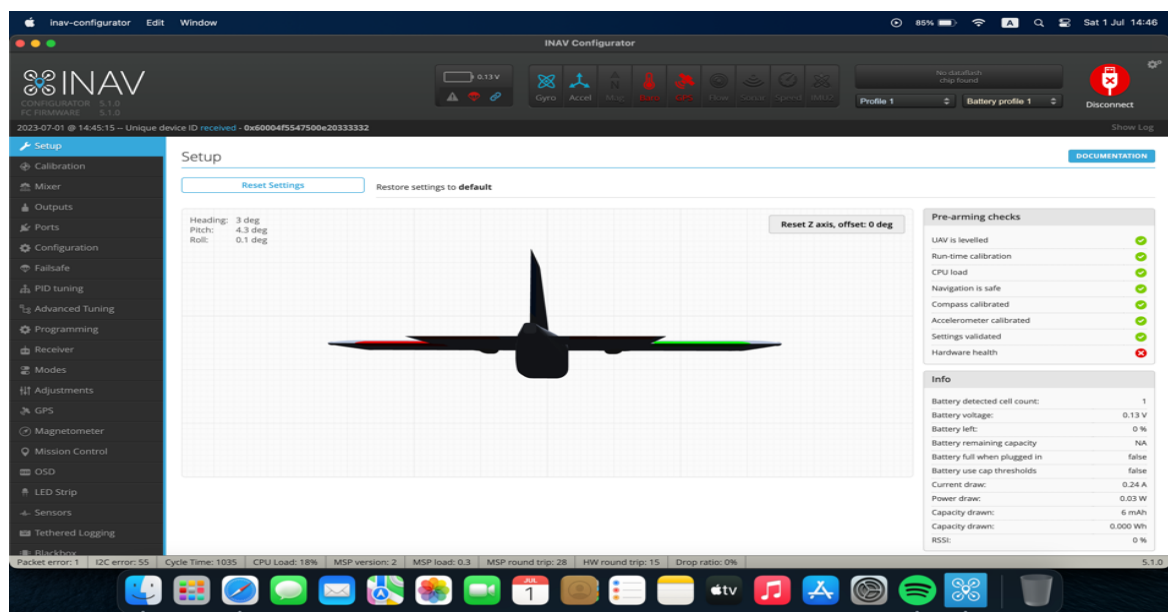 inav-configurator Edit Window 85% A Sat 1 Jul 14:46
INAV Configurator
INAV
CONFIGURATOR 5.1.0
FC FIRMWARE 5.1.0
0.13 V
Gyro Accel Mag Baro GPS Flow Sonar Speed IMU2
No dataflash
chip found
Profile 1 Battery profile 1
Disconnect
2023-07-01 @ 14:45:15 -- Unique device ID received - 0x60004f5547500e20333332 Show Log
Setup
Calibration
Mixer
Outputs
Ports
Configuration
Failsafe
PID tuning
Advanced Tuning
Programming
Receiver
Modes
Adjustments
GPS
Magnetometer
Mission Control
OSD
LED Strip
Sensors
Tethered Logging
Blackbox
Setup DOCUMENTATION
Reset Settings Restore settings to default
Heading: 3 deg
Pitch: 4.3 deg
Roll: 0.1 deg
Reset Z axis, offset: 0 deg
Pre-arming checks
UAV is levelled
Run-time calibration
CPU load
Navigation is safe
Compass calibrated
Accelerometer calibrated
Settings validated
Hardware health
Info
Battery detected cell count: 1
Battery voltage: 0.13 V
Battery left: 0 %
Battery remaining capacity NA
Battery full when plugged in false
Battery use cap thresholds false
Current draw: 0.24 A
Power draw: 0.03 W
Capacity drawn: 6 mAh
Capacity drawn: 0.000 Wh
RSSI: 0 %
Packet error: 1 I2C error: 55 Cycle Time: 1035 CPU Load: 18% MSP version: 2 MSP load: 0.3 MSP round trip: 28 HW round trip: 15 Drop ratio: 0% 5.1.0
JUL
1
tv